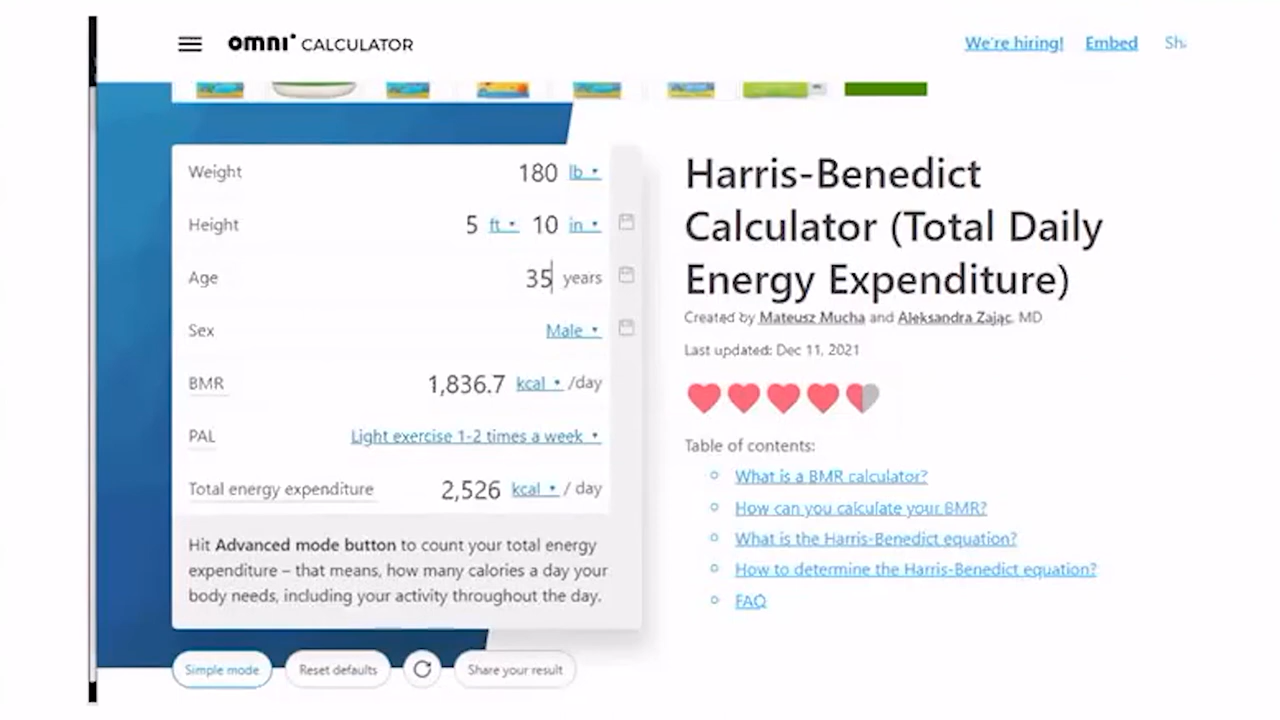 omni CALCULATOR
We're hiring! Embed
Weight 180 lb
Height 5 ft 10 in
Age 35 years
Sex Male
BMR 1,836.7 kcal /day
PAL Light exercise 1-2 times a week
Total energy expenditure 2,526 kcal / day
Hit Advanced mode button to count your total energy
expenditure – that means, how many calories a day your
body needs, including your activity throughout the day.
Simple mode Reset defaults Share your result
Harris-Benedict
Calculator (Total Daily
Energy Expenditure)
Created by Mateusz Mucha and Aleksandra Zając, MD
Last updated: Dec 11, 2021
Table of contents:
What is a BMR calculator?
How can you calculate your BMR?
What is the Harris-Benedict equation?
How to determine the Harris-Benedict equation?
FAQ